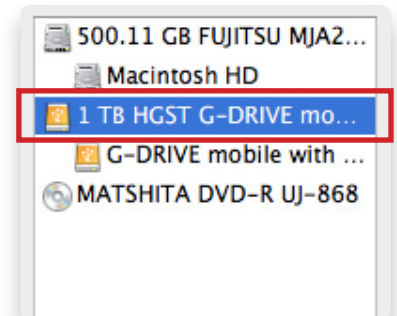 500.11 GB FUJITSU MJA2...
Macintosh HD
1 TB HGST G-DRIVE mo...
G-DRIVE mobile with ...
MATSHITA DVD-R UJ-868